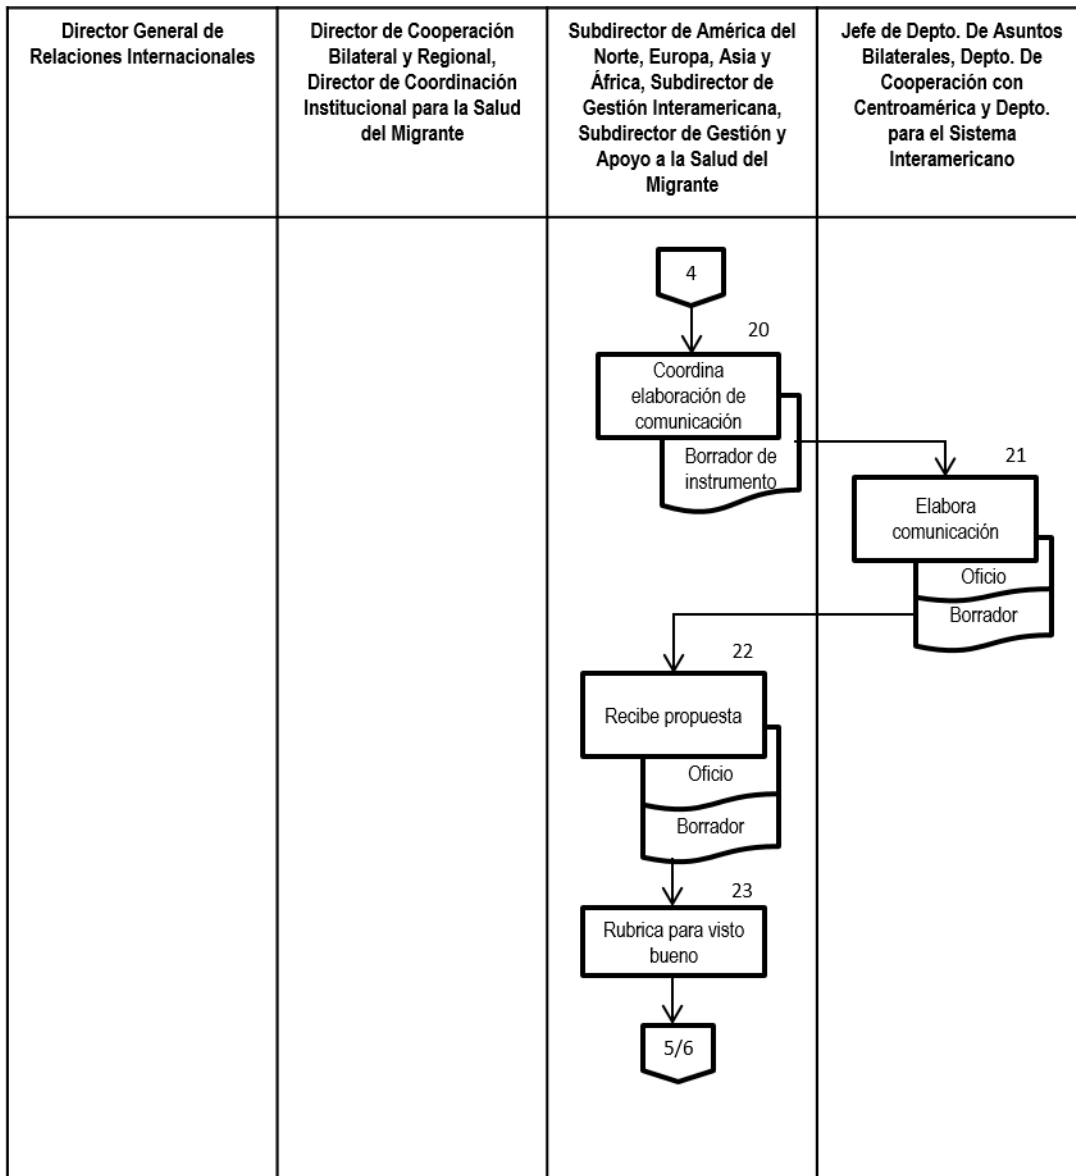 Director General de
Relaciones Internacionales
Director de Cooperación
Bilateral y Regional,
Director de Coordinación
Institucional para la Salud
del Migrante
Subdirector de América del
Norte, Europa, Asia y
África, Subdirector de
Gestión Interamericana,
Subdirector de Gestión y
Apoyo a la Salud del
Migrante
Jefe de Depto. De Asuntos
Bilaterales, Depto. De
Cooperación con
Centroamérica y Depto.
para el Sistema
Interamericano
4
20
Coordina
elaboración de
comunicación
Borrador de
instrumento
21
Elabora
comunicación
Oficio
Borrador
22
Recibe propuesta
Oficio
Borrador
23
Rubrica para visto
bueno
5/6